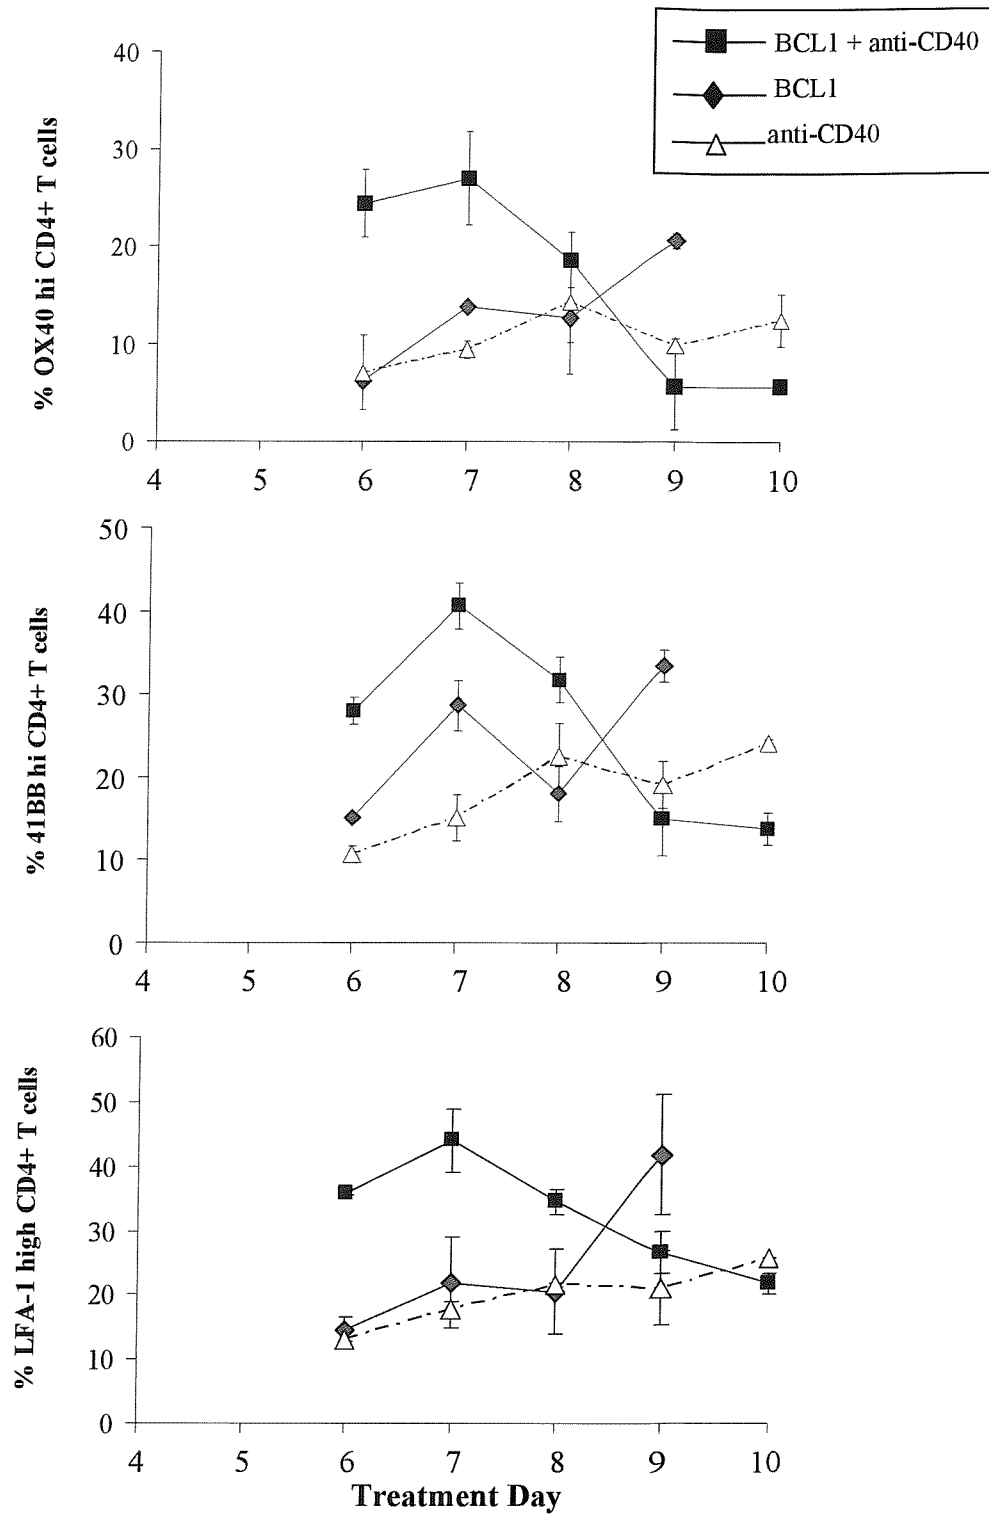 BCL1 + anti-CD40
BCL1
anti-CD40
% OX40 hi CD4+ T cells
40
30
20
10
0
4 5 6 7 8 9 10
% 41BB hi CD4+ T cells
50
40
30
20
10
0
4 5 6 7 8 9 10
% LFA-1 high CD4+ T cells
60
50
40
30
20
10
0
4 5 6 7 8 9 10
Treatment Day